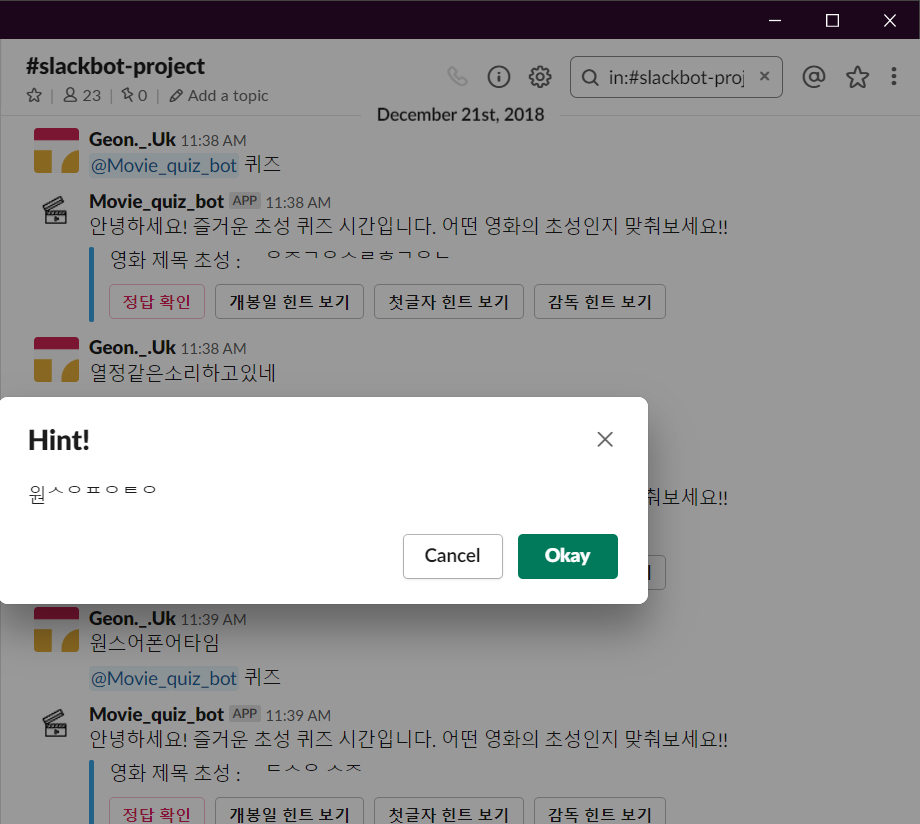 #slackbot-project
23 | 0 | Add a topic
in:#slackbot-proj
December 21st, 2018
Geon._.Uk 11:38 AM
@Movie_quiz_bot 퀴즈
Movie_quiz_bot APP 11:38 AM
안녕하세요! 즐거운 초성 퀴즈 시간입니다. 어떤 영화의 초성인지 맞춰보세요!!
영화 제목 초성 : ㅇㅈㄱㅇㅅㄹㅎㄱㅇㄴ
정답 확인 개봉일 힌트 보기 첫글자 힌트 보기 감독 힌트 보기
Geon._.Uk 11:38 AM
열정같은소리하고있네
Hint!
원ㅅㅇㅍㅇㅌㅇ
춰보세요!!
Cancel Okay
Geon._.Uk 11:39 AM
원스어폰어타임
@Movie_quiz_bot 퀴즈
Movie_quiz_bot APP 11:39 AM
안녕하세요! 즐거운 초성 퀴즈 시간입니다. 어떤 영화의 초성인지 맞춰보세요!!
영화 제목 초성 : ㄷㅅㅇ ㅅㅈ
정답 확인 개봉일 힌트 보기 첫글자 힌트 보기 감독 힌트 보기